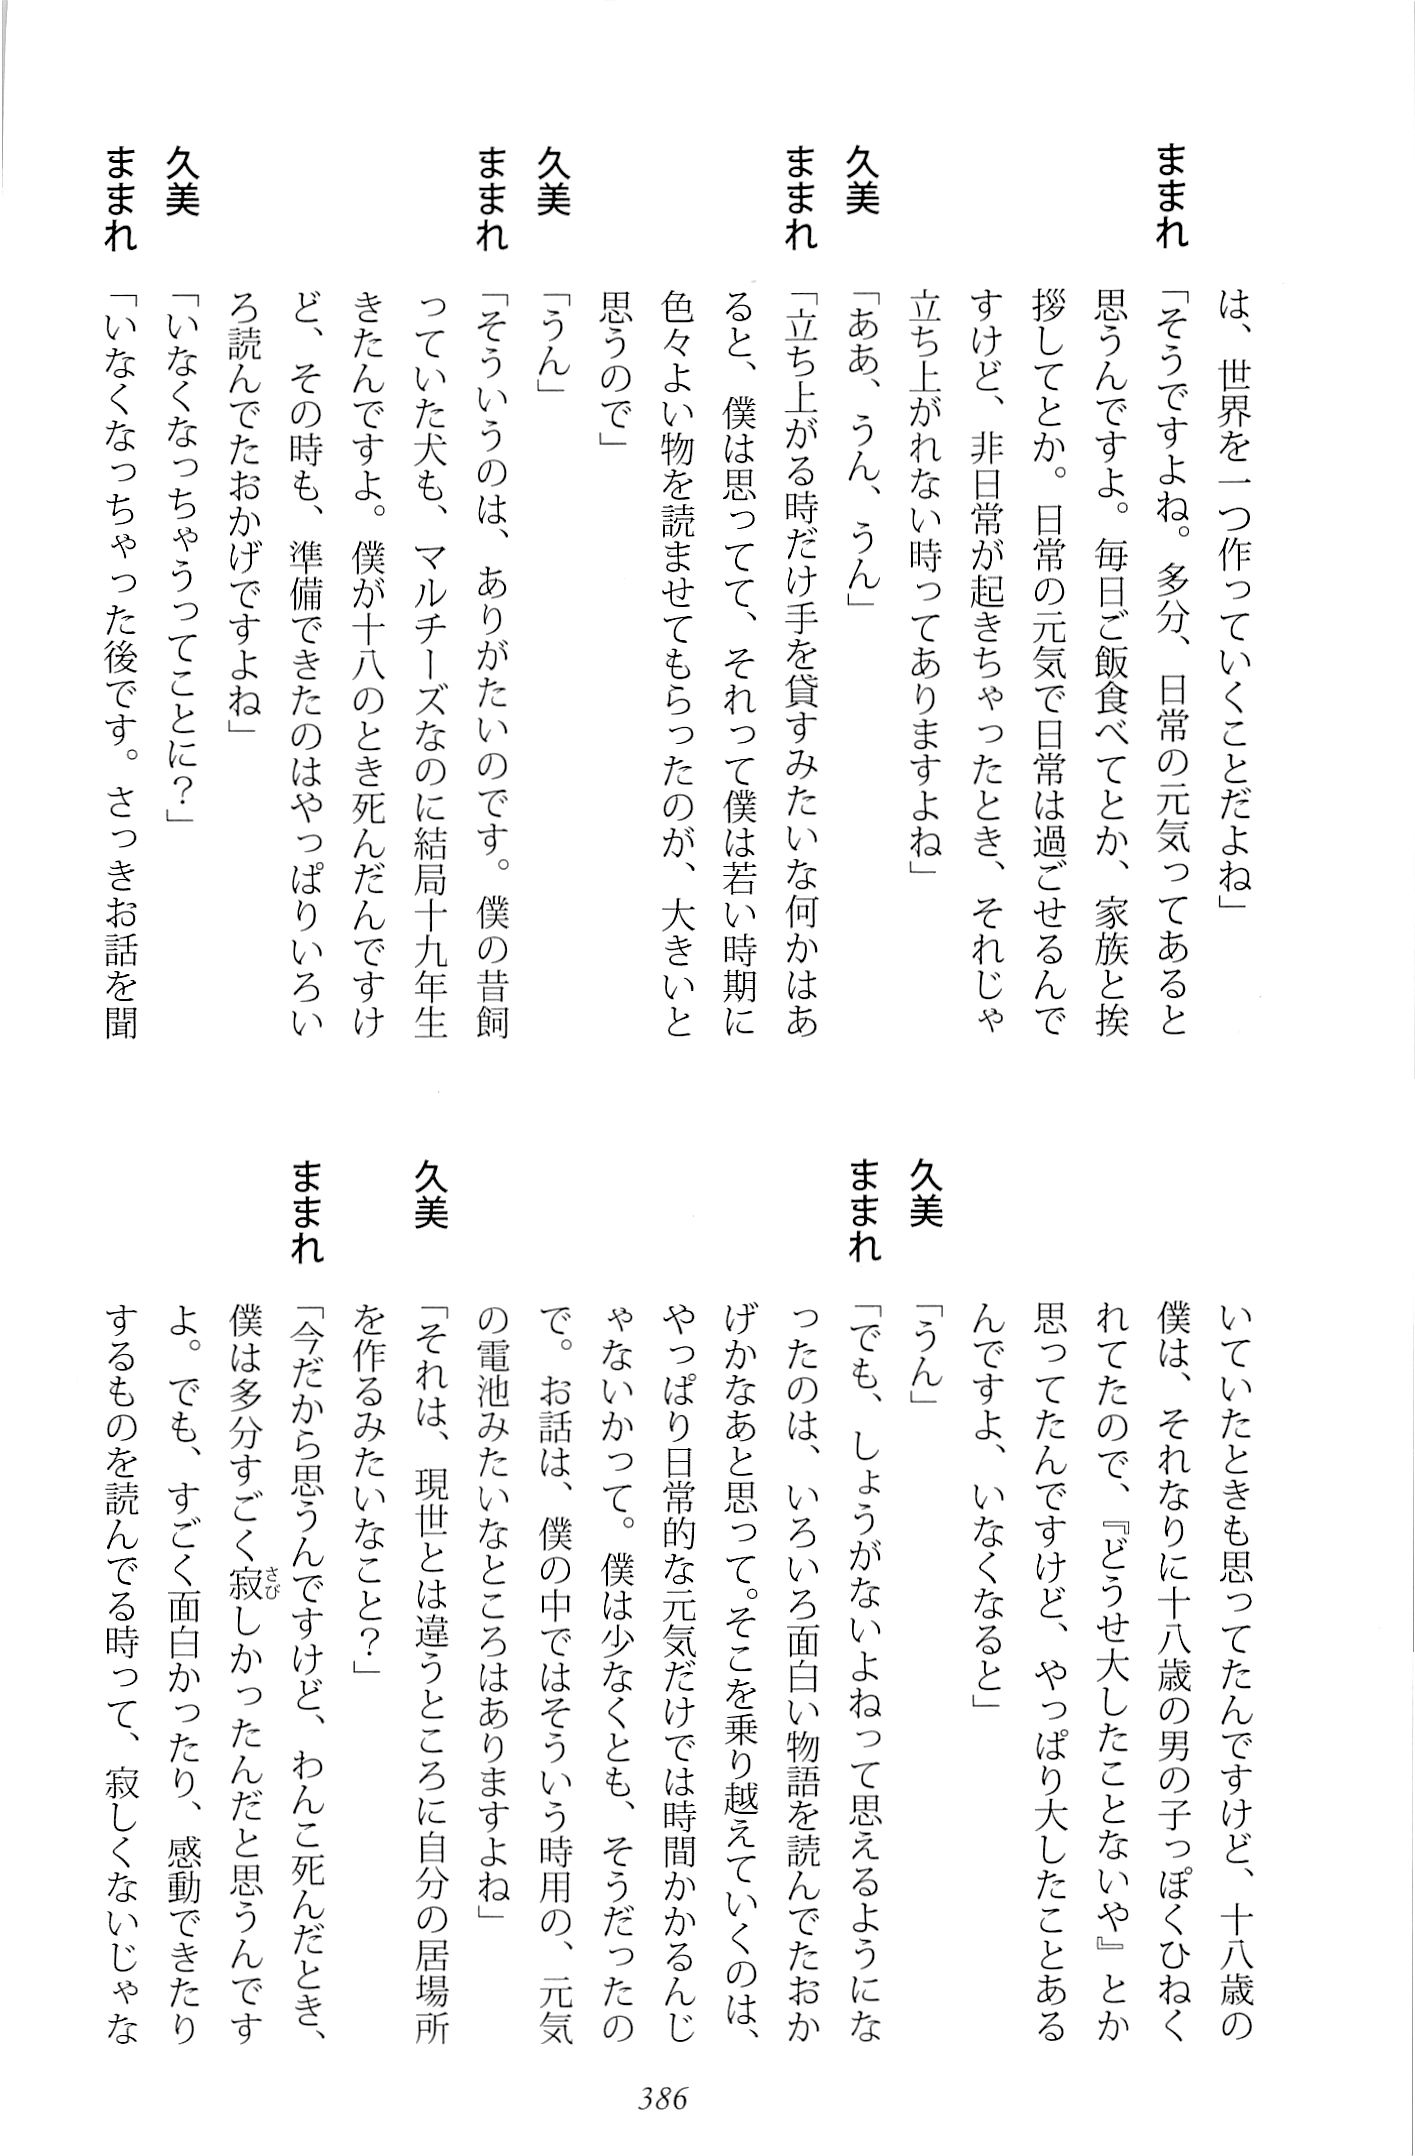 は、世界を一つ作っていくことだよね」
ままれ「そうですよね。多分、日常の元気ってあると
思うんですよ。毎日ご飯食べてとか、家族と挨
拶してとか。日常の元気で日常は過ごせるんで
すけど、非日常が起きちゃったとき、それじゃ
立ち上がれない時ってありますよね」
久美「ああ、うん、うん」
ままれ「立ち上がる時だけ手を貸すみたいな何かはあ
ると、僕は思ってて、それって僕は若い時期に
色々よい物を読ませてもらったのが、大きいと
思うので」
久美「うん」
ままれ「そういうのは、ありがたいのです。僕の昔飼
っていた犬も、マルチーズなのに結局十九年生
きたんですよ。僕が十八のとき死んだんですけ
ど、その時も、準備できたのはやっぱりいろい
ろ読んでたおかげですよね」
久美「いなくなっちゃうってことに？」
ままれ「いなくなっちゃった後です。さっきお話を聞
いていたときも思ってたんですけど、十八歳の
僕は、それなりに十八歳の男の子っぽくひねく
れてたので、『どうせ大したことないや』とか
思ってたんですけど、やっぱり大したことある
んですよ、いなくなると」
久美「うん」
ままれ「でも、しょうがないよねって思えるようにな
ったのは、いろいろ面白い物語を読んでたおか
げかなあと思って。そこを乗り越えていくのは、
やっぱり日常的な元気だけでは時間かかるんじ
ゃないかって。僕は少なくとも、そうだったの
で。お話は、僕の中ではそういう時用の、元気
の電池みたいなところはありますよね」
久美「それは、現世とは違うところに自分の居場所
を作るみたいなこと？」
ままれ「今だから思うんですけど、わんこ死んだとき、
僕は多分すごく寂しかったんだと思うんです
さび
よ。でも、すごく面白かったり、感動できたり
するものを読んでる時って、寂しくないじゃな
386